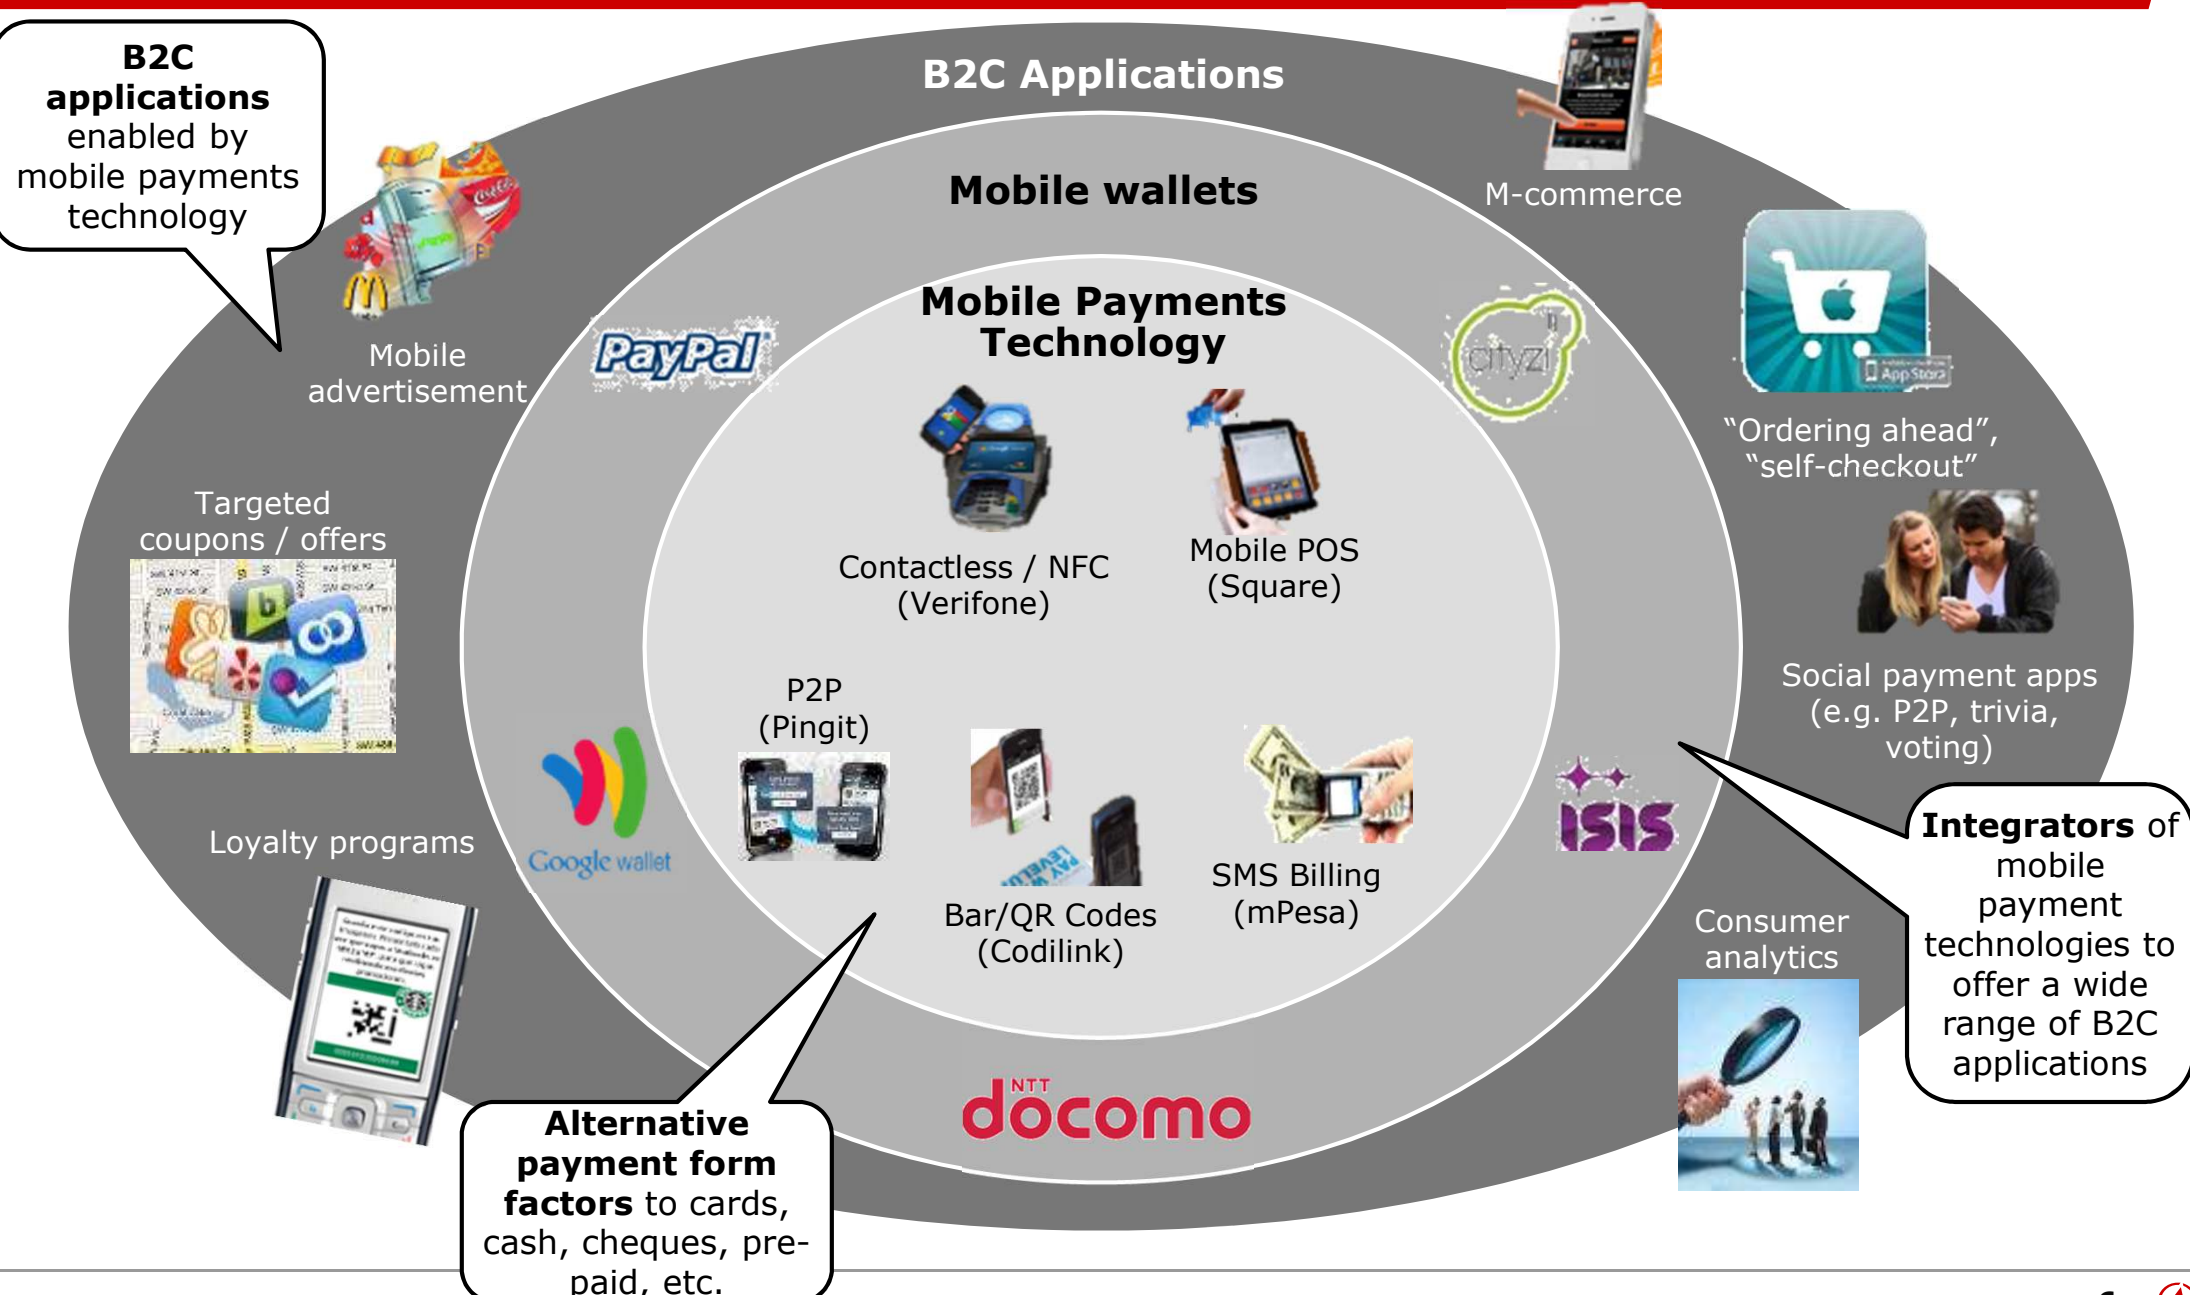 B2C
applications
enabled by
mobile payments
technology
B2C Applications
Mobile wallets
Mobile Payments
Technology
M-commerce
Mobile
advertisement
PayPal
cityzi
App Store
"Ordering ahead",
"self-checkout"
Targeted
coupons / offers
Contactless / NFC
(Verifone)
Mobile POS
(Square)
Social payment apps
(e.g. P2P, trivia,
voting)
P2P
(Pingit)
Loyalty programs
Google wallet
Bar/QR Codes
(Codilink)
SMS Billing
(mPesa)
ISIS
Integrators of
mobile
payment
technologies to
offer a wide
range of B2C
applications
Consumer
analytics
NTT
docomo
Alternative
payment form
factors to cards,
cash, cheques, pre-
paid, etc.